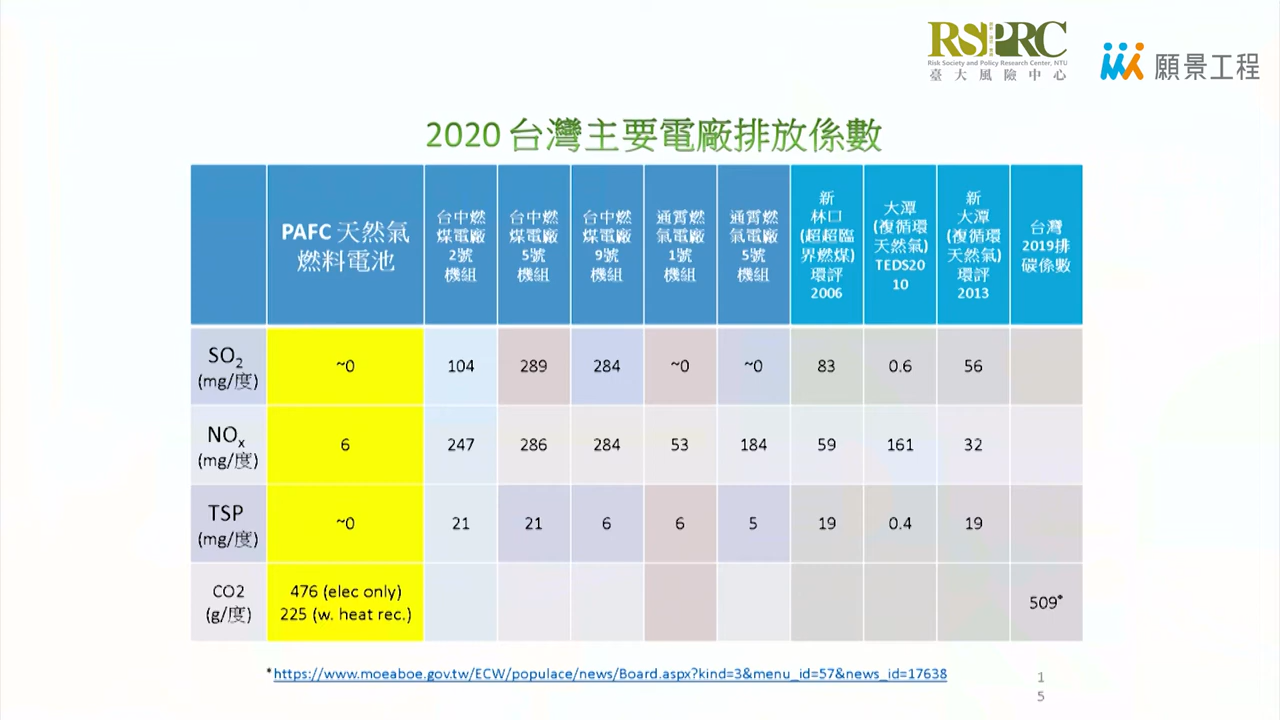 RSPRC
Risk Society and Policy Research Center, NTU
臺大風險中心
願景工程
2020 台灣主要電廠排放係數
PAFC 天然氣
燃料電池
台中燃
煤電廠
2號
機組
台中燃
煤電廠
5號
機組
台中燃
煤電廠
9號
機組
通霄燃
氣電廠
1號
機組
通霄燃
氣電廠
5號
機組
新
林口
(超超臨
界燃煤)
環評
2006
大潭
(復循環
天然氣)
TEDS20
10
新
大潭
(復循環
天然氣)
環評
2013
台灣
2019排
碳係數
SO2
(mg/度)
~0
104
289
284
~0
~0
83
0.6
56
NOx
(mg/度)
6
247
286
284
53
184
59
161
32
TSP
(mg/度)
~0
21
21
6
6
5
19
0.4
19
CO2
(g/度)
476 (elec only)
225 (w. heat rec.)
509*
*https://www.moeaboe.gov.tw/ECW/populace/news/Board.aspx?kind=3&menu_id=57&news_id=17638
1
5